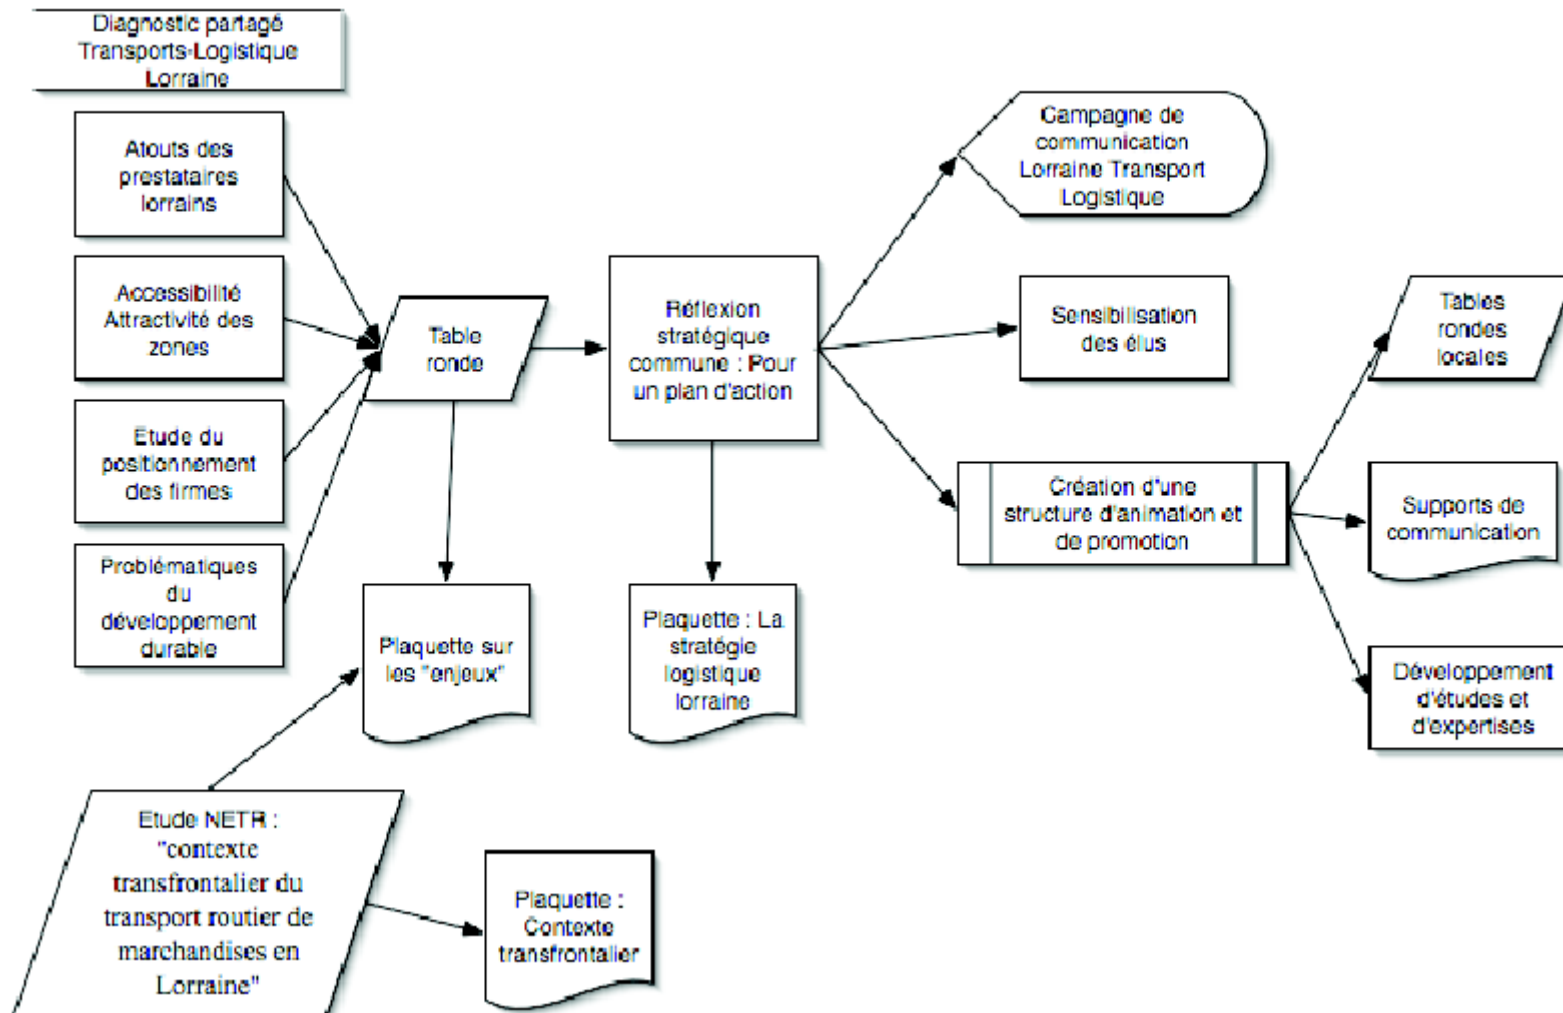 Diagnostic partagé
Transports-Logistique
Lorraine
Atouts des
prestataires
lorrains
Accessibilité
Attractivité des
zones
Etude du
positionnement
des firmes
Problématiques
du
développement
durable
Table
ronde
Réflexion
stratégique
commune : Pour
un plan d'action
Campagne de
communication
Lorraine Transport
Logistique
Sensibilisation
des élus
Création d'une
structure d'animation et
de promotion
Tables
rondes
locales
Supports de
communication
Développement
d'études et
d'expertises
Plaquette sur
les "enjeux"
Plaquette : La
stratégie
logistique
lorraine
Etude NETR :
"contexte
transfrontalier du
transport routier de
marchandises en
Lorraine"
Plaquette :
Contexte
transfrontalier